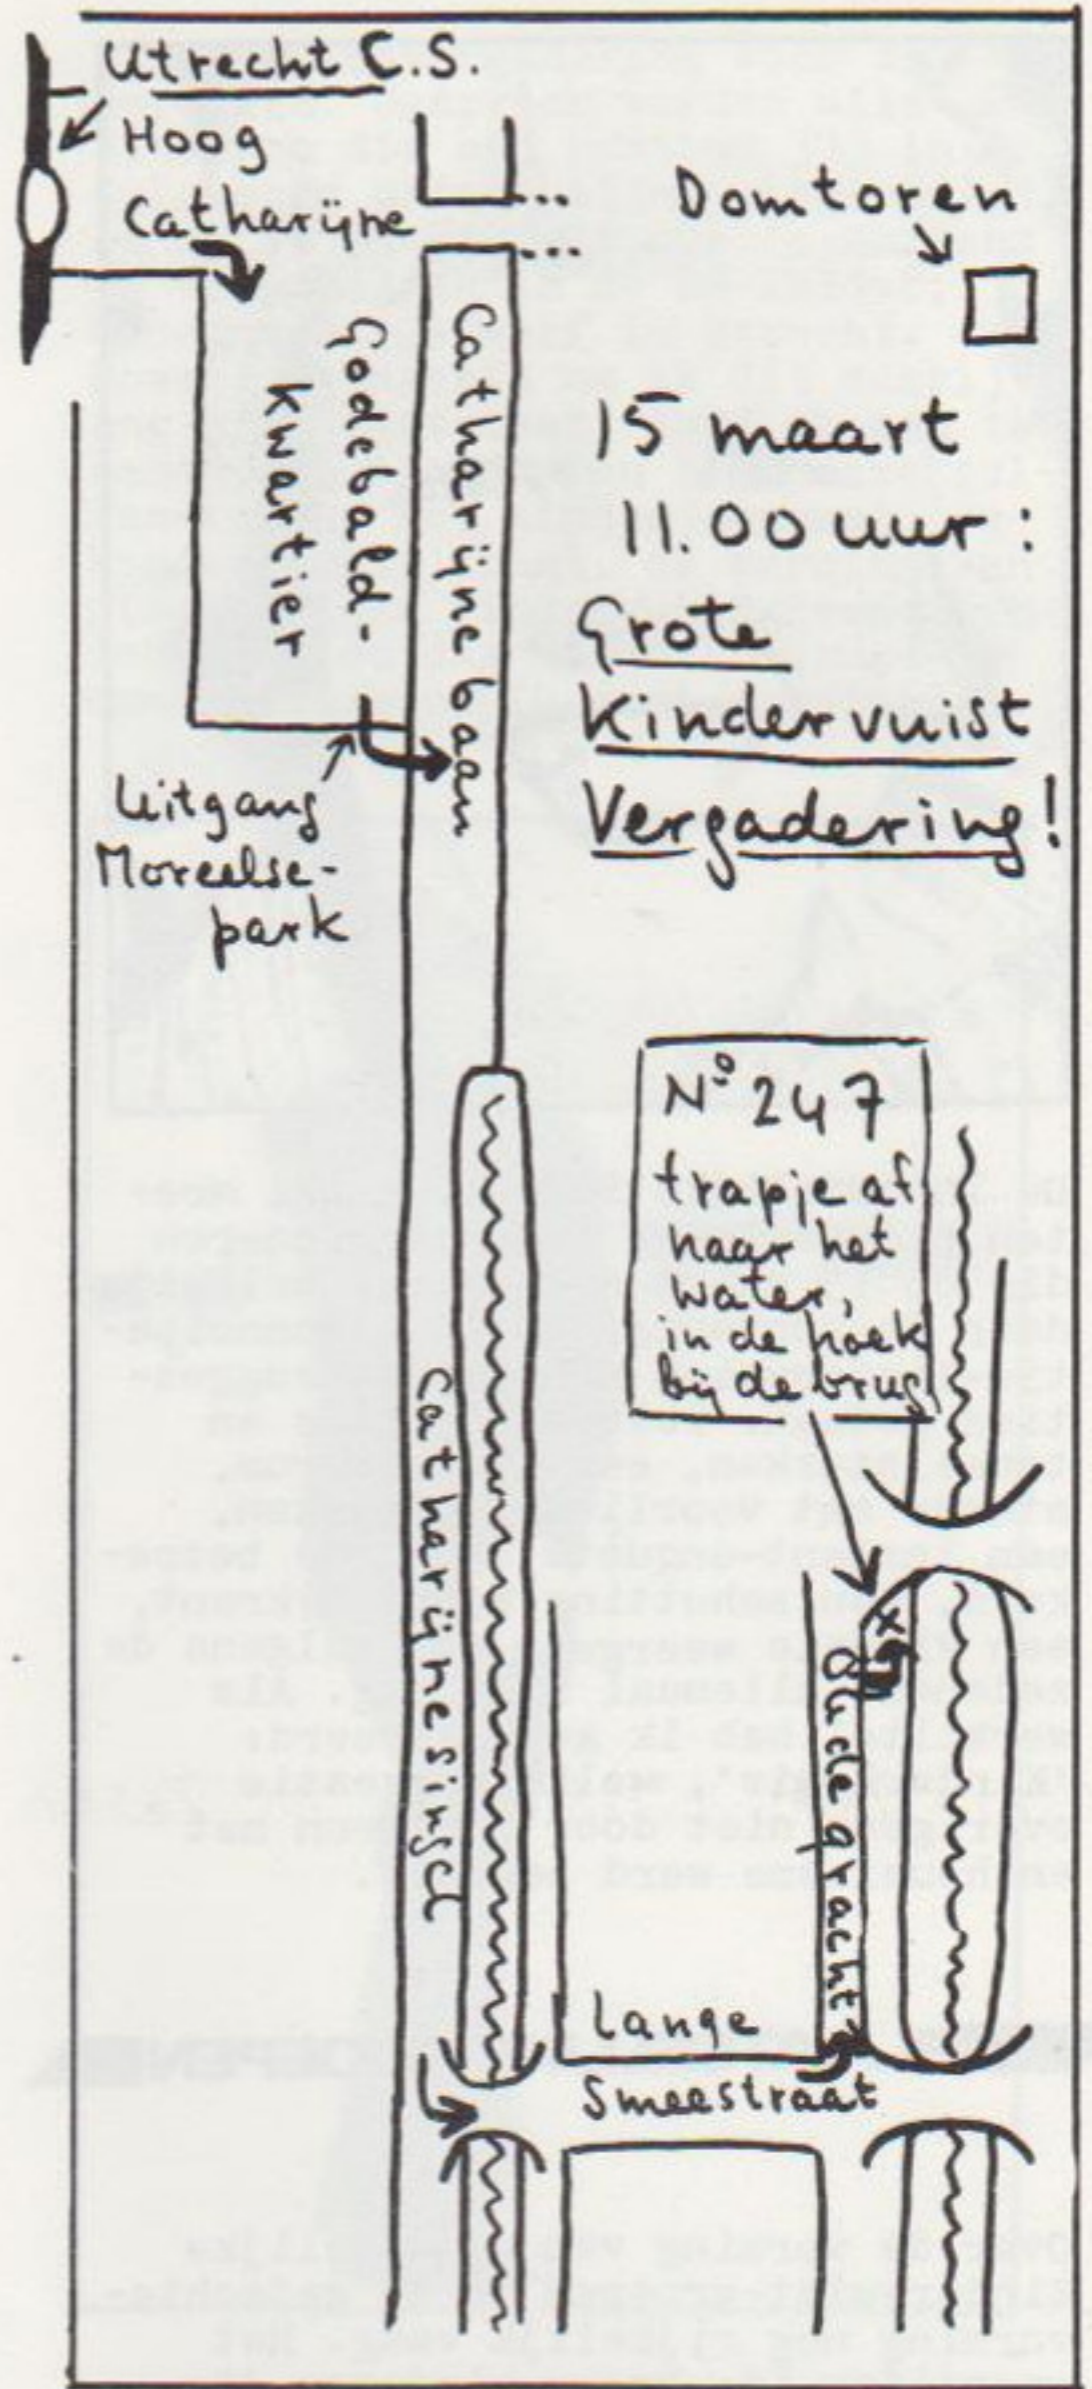 Utrecht C.S.
Hoog
Catharijne
Domtoren
Godebald-
kwartier
Catharijnebaan
15 maart
11.00 uur:
Grote
Kindervuist
Vergadering!
Uitgang
Moreelse-
park
Nº 247
trapje af
naar het
water,
in de hoek
bij de brug
Catharijnesingel
Oude gracht
x
Lange
Smeestraat